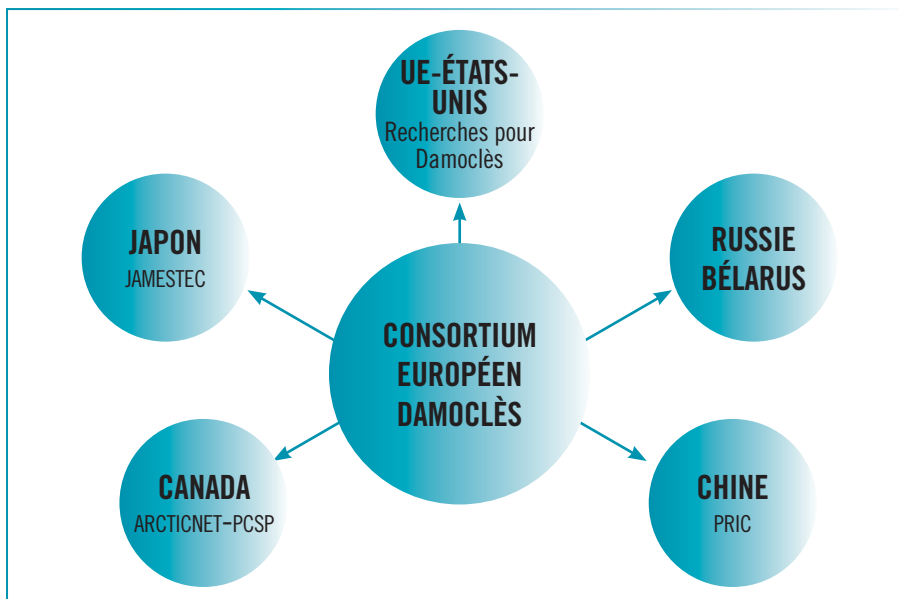 UE-ÉTATS-
UNIS
Recherches pour
Damoclès
JAPON
JAMESTEC
RUSSIE
BÉLARUS
CONSORTIUM
EUROPÉEN
DAMOCLÈS
CANADA
ARCTICNET-PCSP
CHINE
PRIC